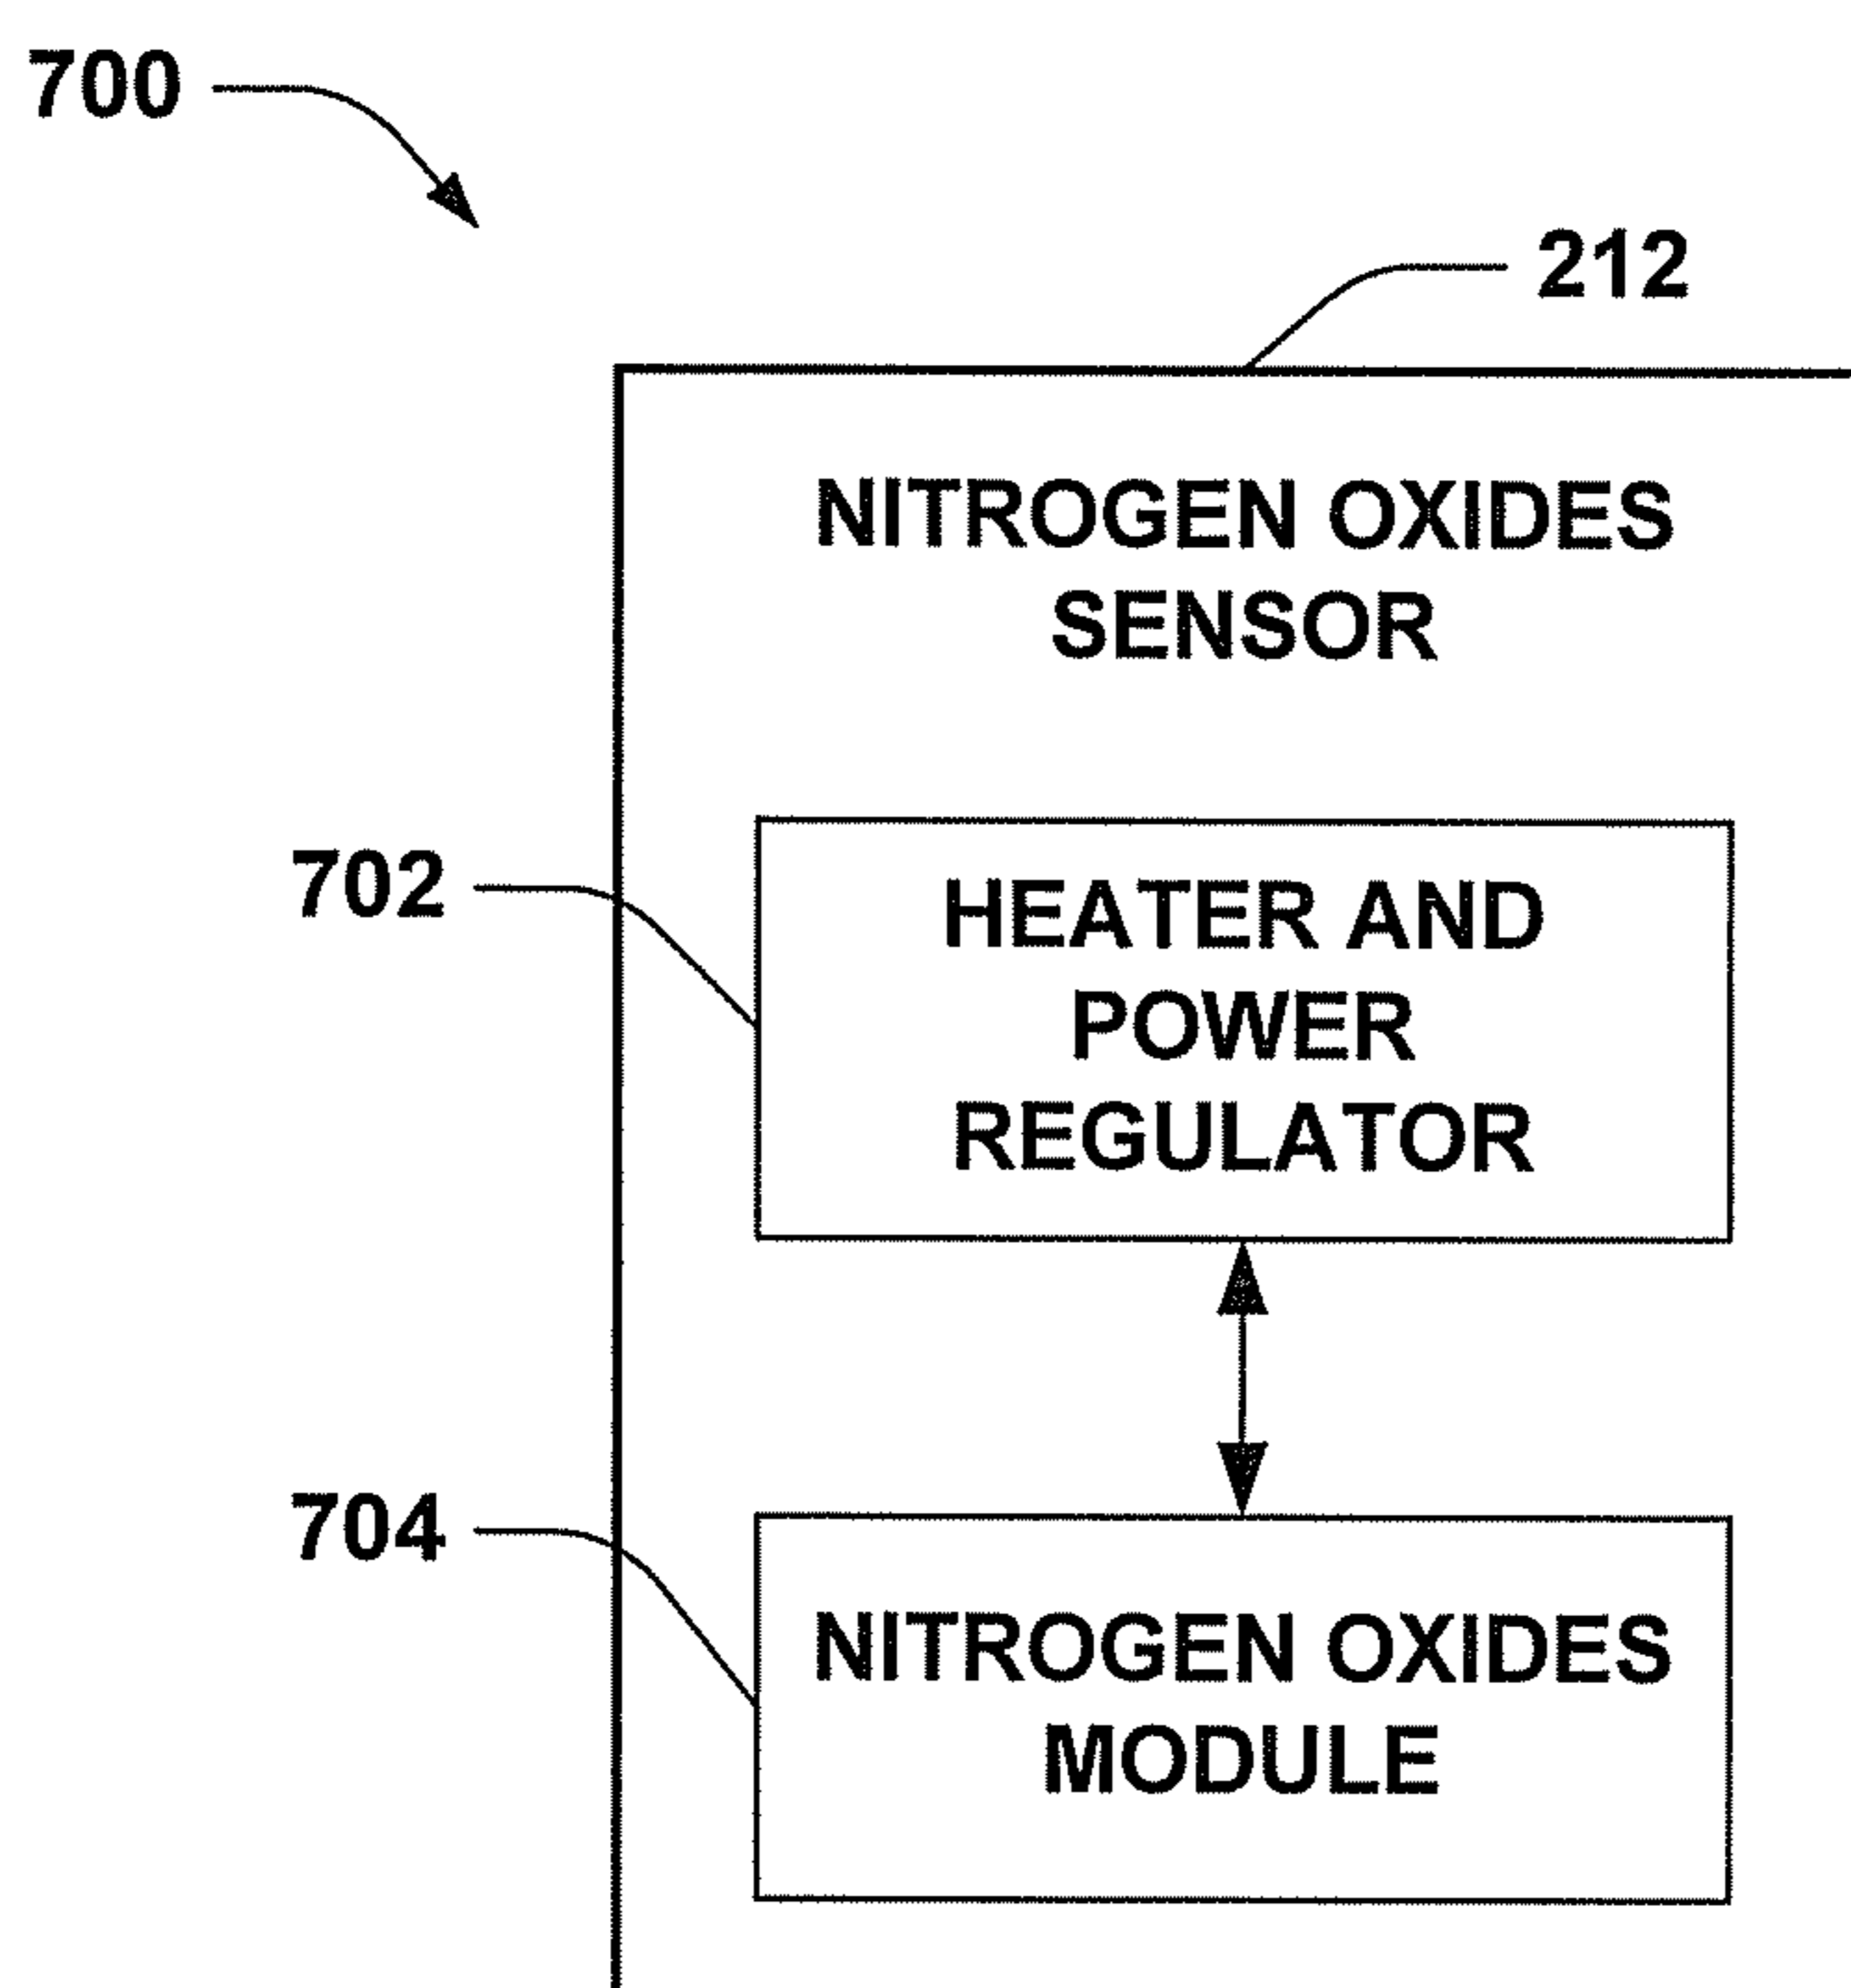 700
212
NITROGEN OXIDES
SENSOR
702
HEATER AND
POWER
REGULATOR
704
NITROGEN OXIDES
MODULE